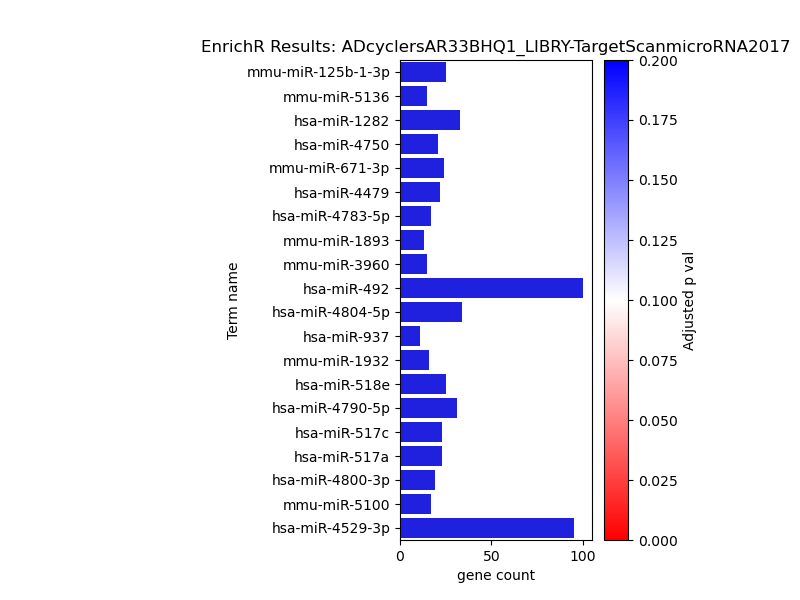 EnrichR Results: ADcyclersAR33BHQ1_LIBRY-TargetScanmicroRNA2017
mmu-miR-125b-1-3p
mmu-miR-5136
hsa-miR-1282
hsa-miR-4750
mmu-miR-671-3p
hsa-miR-4479
hsa-miR-4783-5p
mmu-miR-1893
mmu-miR-3960
hsa-miR-492
hsa-miR-4804-5p
hsa-miR-937
mmu-miR-1932
hsa-miR-518e
hsa-miR-4790-5p
hsa-miR-517c
hsa-miR-517a
hsa-miR-4800-3p
mmu-miR-5100
hsa-miR-4529-3p
Term name
0 50 100
gene count
0.200
0.175
0.150
0.125
0.100
0.075
0.050
0.025
0.000
Adjusted p val